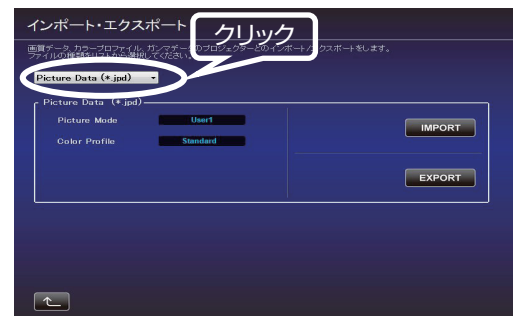 インポート・エクスポート
クリック
画質データ、カラープロファイル、ガンマデータのプロジェクターとのインポート/エクスポートをします。
ファイルの種類をリストから選択してください。
Picture Data (*.jpd)
Picture Data (*.jpd)
Picture Mode User1
IMPORT
Color Profile Standard
EXPORT